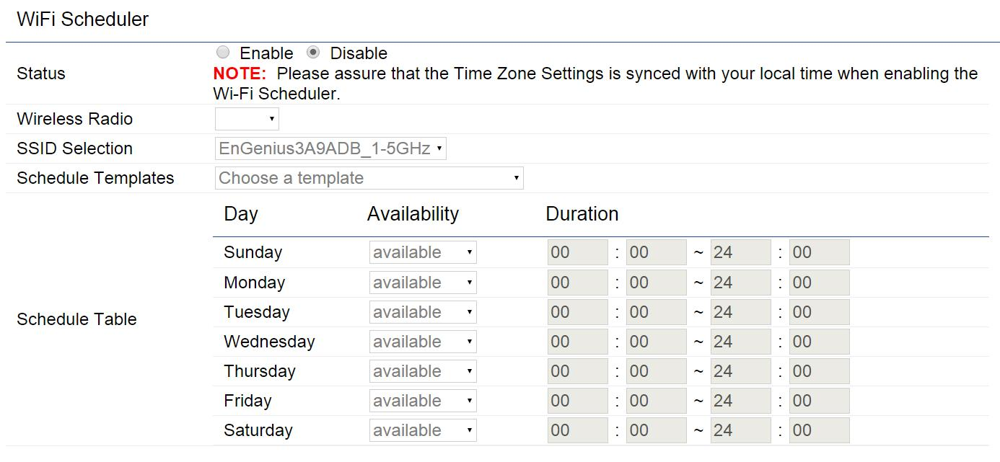 WiFi Scheduler
Status
Enable Disable
NOTE: Please assure that the Time Zone Settings is synced with your local time when enabling the
Wi-Fi Scheduler.
Wireless Radio
SSID Selection EnGenius3A9ADB_1-5GHz
Schedule Templates Choose a template
Schedule Table
Day Availability Duration
Sunday available 00 : 00 ~ 24 : 00
Monday available 00 : 00 ~ 24 : 00
Tuesday available 00 : 00 ~ 24 : 00
Wednesday available 00 : 00 ~ 24 : 00
Thursday available 00 : 00 ~ 24 : 00
Friday available 00 : 00 ~ 24 : 00
Saturday available 00 : 00 ~ 24 : 00